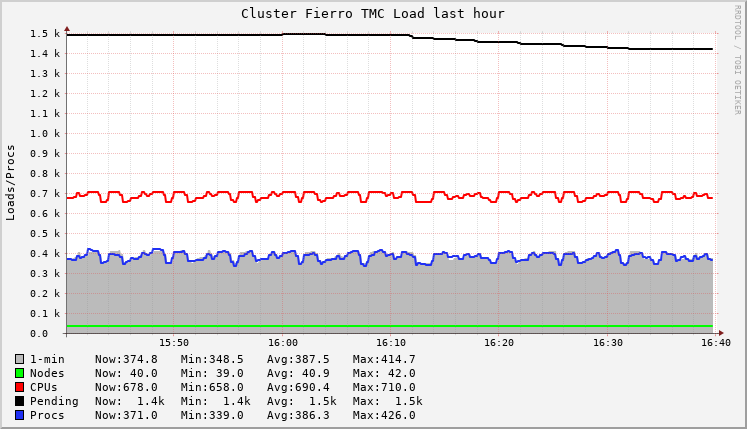 Cluster Fierro TMC Load last hour
RRDTOOL / TOBI OETIKER
Loads/Procs
1.5 k
1.4 k
1.3 k
1.2 k
1.1 k
1.0 k
0.9 k
0.8 k
0.7 k
0.6 k
0.5 k
0.4 k
0.3 k
0.2 k
0.1 k
0.0
15:50 16:00 16:10 16:20 16:30 16:40
1-min Now:374.8 Min:348.5 Avg:387.5 Max:414.7
Nodes Now: 40.0 Min: 39.0 Avg: 40.9 Max: 42.0
CPUs Now:678.0 Min:658.0 Avg:690.4 Max:710.0
Pending Now: 1.4k Min: 1.4k Avg: 1.5k Max: 1.5k
Procs Now:371.0 Min:339.0 Avg:386.3 Max:426.0